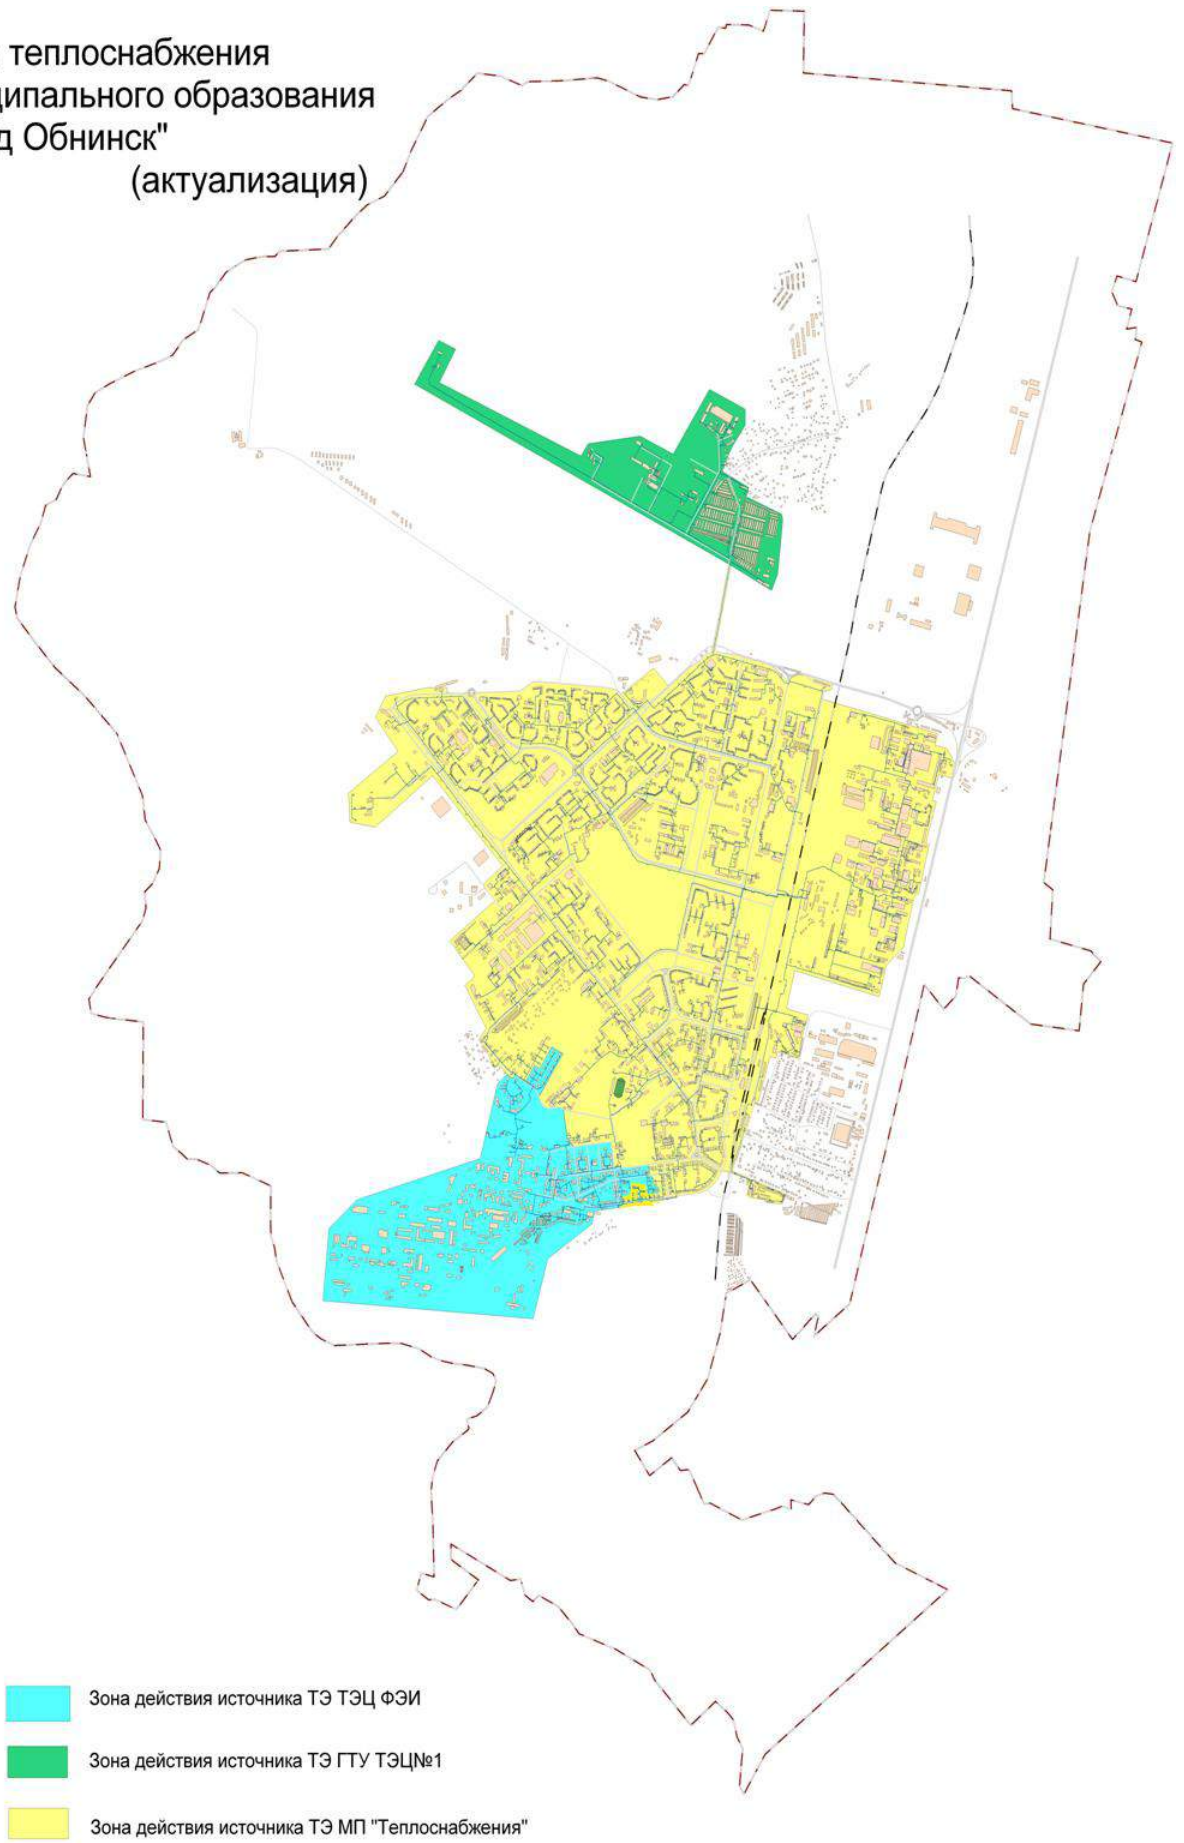 теплоснабжения
ципального образования
д Обнинск"
(актуализация)
Зона действия источника ТЭ ТЭЦ ФЭИ
Зона действия источника ТЭ ГТУ ТЭЦ№1
Зона действия источника ТЭ МП "Теплоснабжения"